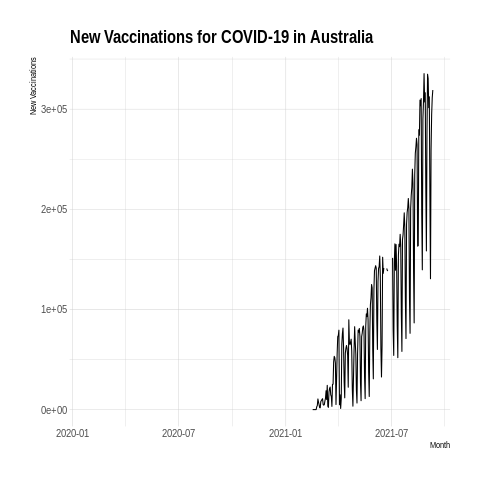 New Vaccinations for COVID-19 in Australia
New Vaccinations
3e+05
2e+05
1e+05
0e+00
2020-01 2020-07 2021-01 2021-07
Month